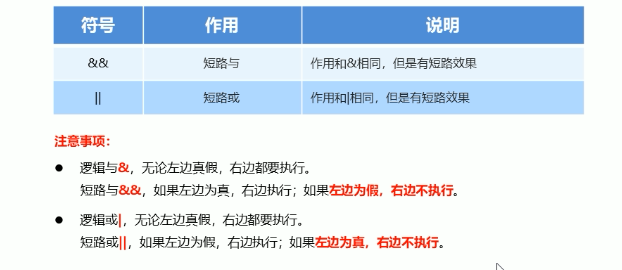 符号 作用 说明
&& 短路与 作用和&相同，但是有短路效果
|| 短路或 作用和|相同，但是有短路效果
注意事项：
● 逻辑与&，无论左边真假，右边都要执行。
短路与&&，如果左边为真，右边执行；如果左边为假，右边不执行。
● 逻辑或|，无论左边真假，右边都要执行。
短路或||，如果左边为假，右边执行；如果左边为真，右边不执行。